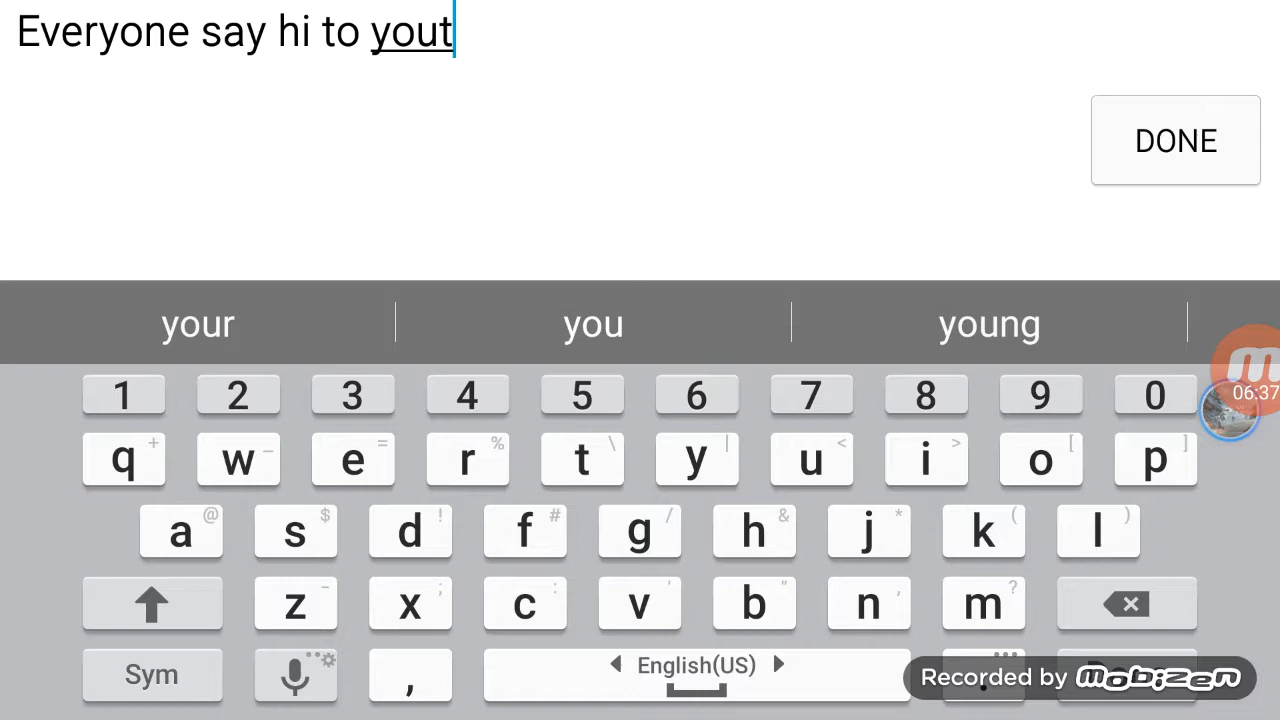 Everyone say hi to yout
DONE
your you young
1 2 3 4 5 6 7 8 9 0
q + w e = r % t \ y | u < i > o [ p ]
a @ s $ d ! f # g / h & j * k ( l )
06:37
z x ; c : v ' b " n , m ?
Sym , English(US)
Recorded by mobizen